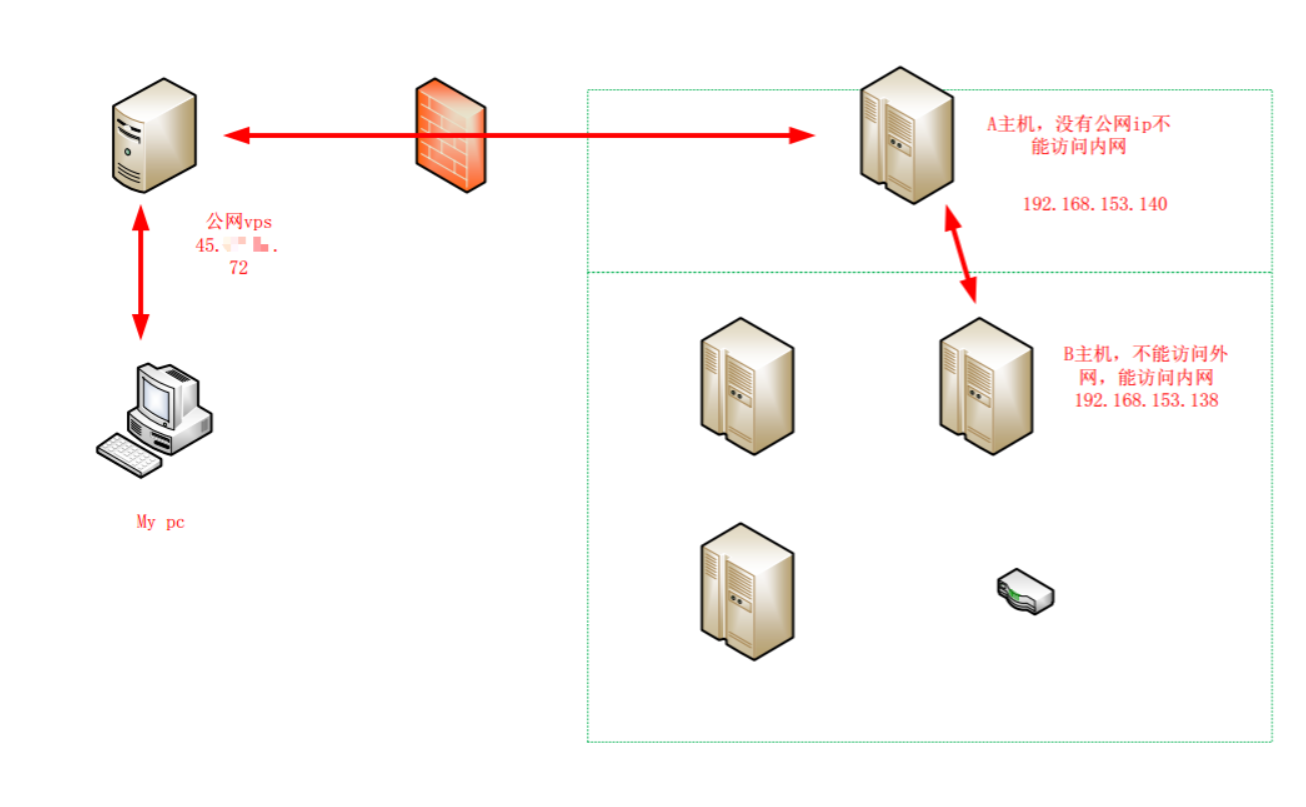 A主机，没有公网ip不
能访问内网
192.168.153.140
公网vps
45.
.
72
B主机，不能访问外
网，能访问内网
192.168.153.138
My pc